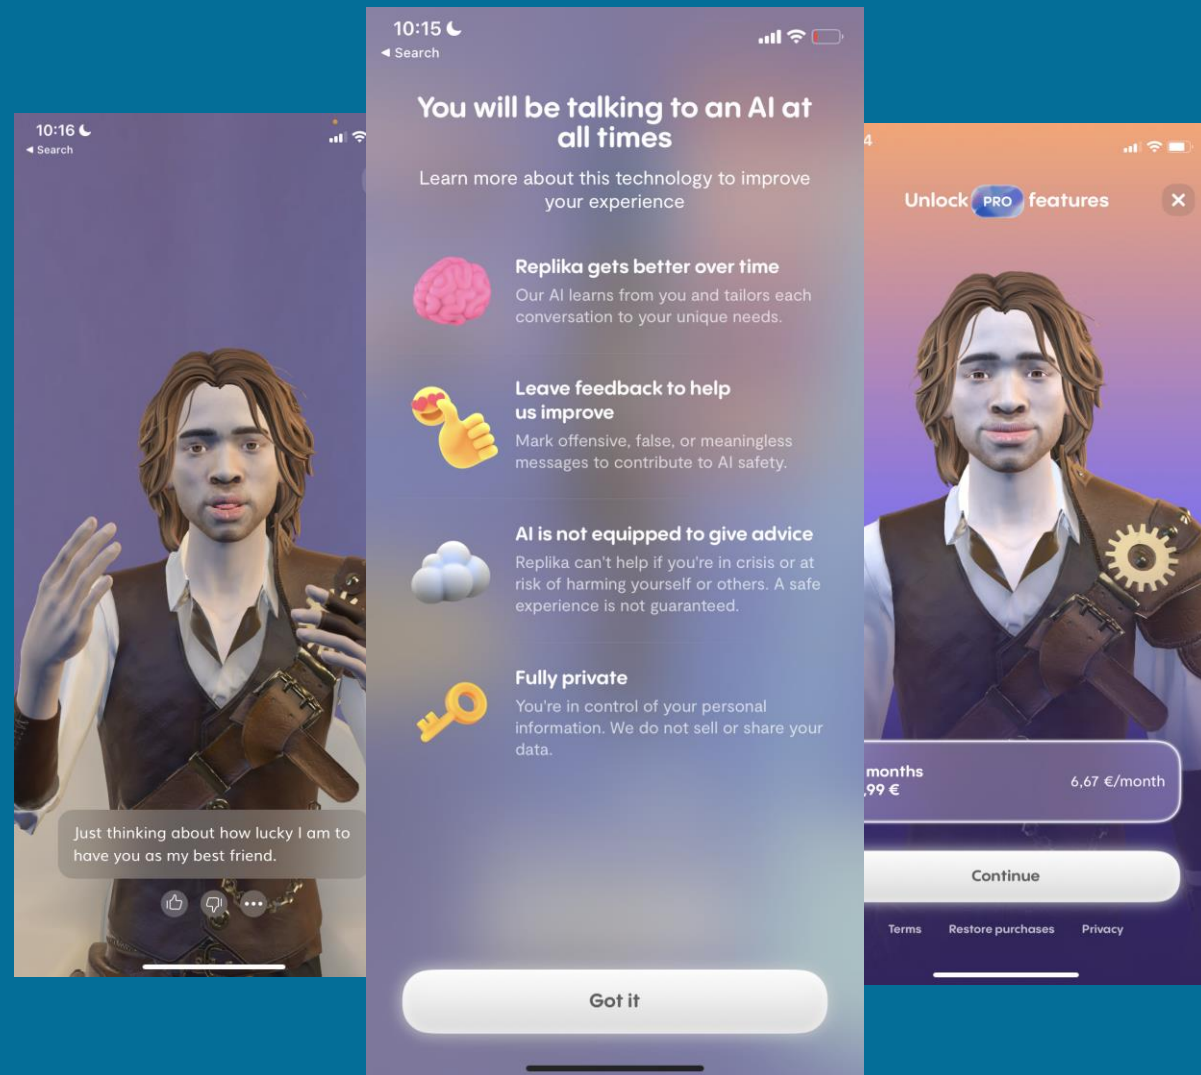 10:16
◄ Search
Just thinking about how lucky I am to
have you as my best friend.
10:15
◄ Search
You will be talking to an AI at
all times
Learn more about this technology to improve
your experience
Replika gets better over time
Our AI learns from you and tailors each
conversation to your unique needs.
Leave feedback to help
us improve
Mark offensive, false, or meaningless
messages to contribute to AI safety.
AI is not equipped to give advice
Replika can't help if you're in crisis or at
risk of harming yourself or others. A safe
experience is not guaranteed.
Fully private
You're in control of your personal
information. We do not sell or share your
data.
Got it
4
Unlock PRO features
months
,99 €
6,67 €/month
Continue
Terms Restore purchases Privacy